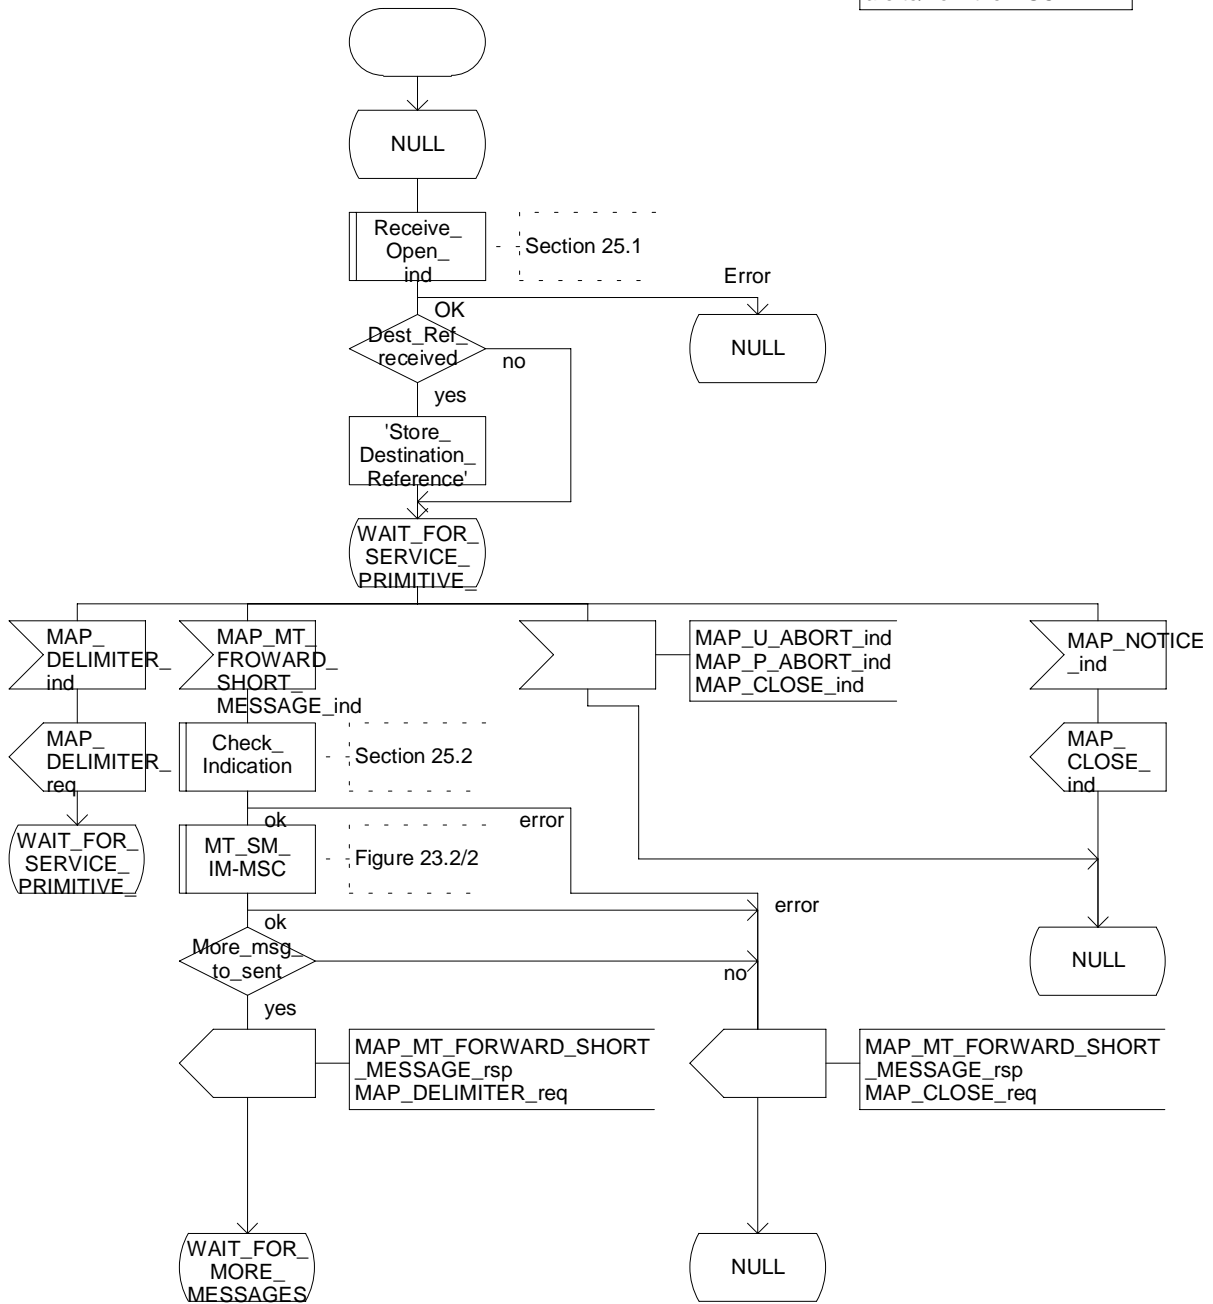 NULL
Receive_
Open_
ind
Section 25.1
Error
OK
Dest_Ref_
received
NULL
no
yes
'Store_
Destination_
Reference'
WAIT_FOR_
SERVICE_
PRIMITIVE_
MAP_
DELIMITER_
ind
MAP_MT_
FROWARD_
SHORT_
MESSAGE_ind
MAP_U_ABORT_ind
MAP_P_ABORT_ind
MAP_CLOSE_ind
MAP_NOTICE
_ind
MAP_
DELIMITER_
req
Check_
Indication
Section 25.2
MAP_
CLOSE_
ind
ok
error
WAIT_FOR_
SERVICE_
PRIMITIVE_
MT_SM_
IM-MSC
Figure 23.2/2
error
ok
More_msg_
to_sent
no
NULL
yes
MAP_MT_FORWARD_SHORT
_MESSAGE_rsp
MAP_DELIMITER_req
MAP_MT_FORWARD_SHORT
_MESSAGE_rsp
MAP_CLOSE_req
WAIT_FOR_
MORE_
MESSAGES
NULL